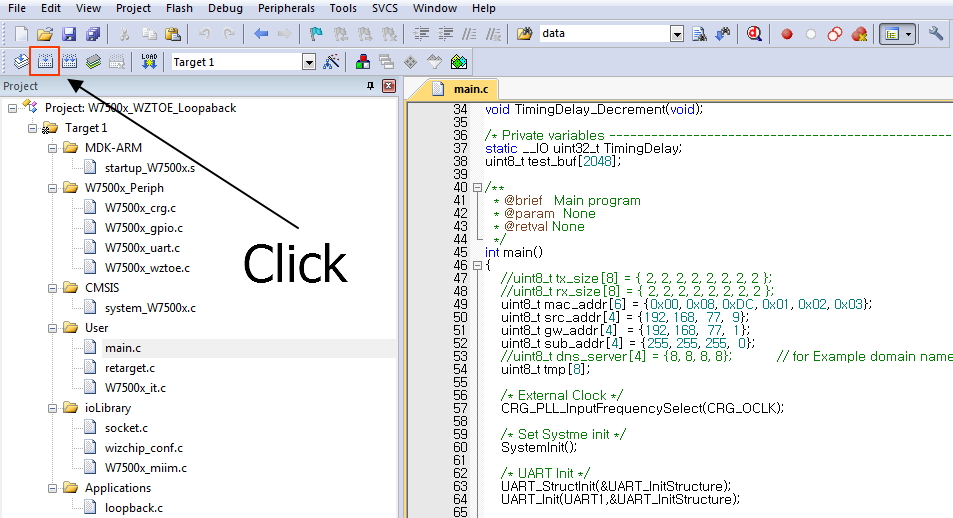 File Edit View Project Flash Debug Peripherals Tools SVCS Window Help
data
LOAD Target 1
Project
main.c
Project: W7500x_WZTOE_Loopaback
Target 1
MDK-ARM
startup_W7500x.s
W7500x_Periph
W7500x_crg.c
W7500x_gpio.c
W7500x_uart.c
W7500x_wztoe.c
CMSIS
system_W7500x.c
User
main.c
retarget.c
W7500x_it.c
ioLibrary
socket.c
wizchip_conf.c
W7500x_miim.c
Applications
loopback.c
Click
34 void TimingDelay_Decrement(void);
35
36 /* Private variables ---------------------------------------------------------
37 static __IO uint32_t TimingDelay;
38 uint8_t test_buf[2048];
39
40 /**
41 * @brief Main program
42 * @param None
43 * @retval None
44 */
45 int main()
46 {
47 //uint8_t tx_size[8] = { 2, 2, 2, 2, 2, 2, 2, 2 };
48 //uint8_t rx_size[8] = { 2, 2, 2, 2, 2, 2, 2, 2 };
49 uint8_t mac_addr[6] = {0x00, 0x08, 0xDC, 0x01, 0x02, 0x03};
50 uint8_t src_addr[4] = {192, 168, 77, 9};
51 uint8_t gw_addr[4] = {192, 168, 77, 1};
52 uint8_t sub_addr[4] = {255, 255, 255, 0};
53 //uint8_t dns_server[4] = {8, 8, 8, 8}; // for Example domain name
54 uint8_t tmp[8];
55
56 /* External Clock */
57 CRG_PLL_InputFrequencySelect(CRG_OCLK);
58
59 /* Set Systme init */
60 SystemInit();
61
62 /* UART Init */
63 UART_StructInit(&UART_InitStructure);
64 UART_Init(UART1,&UART_InitStructure);
65